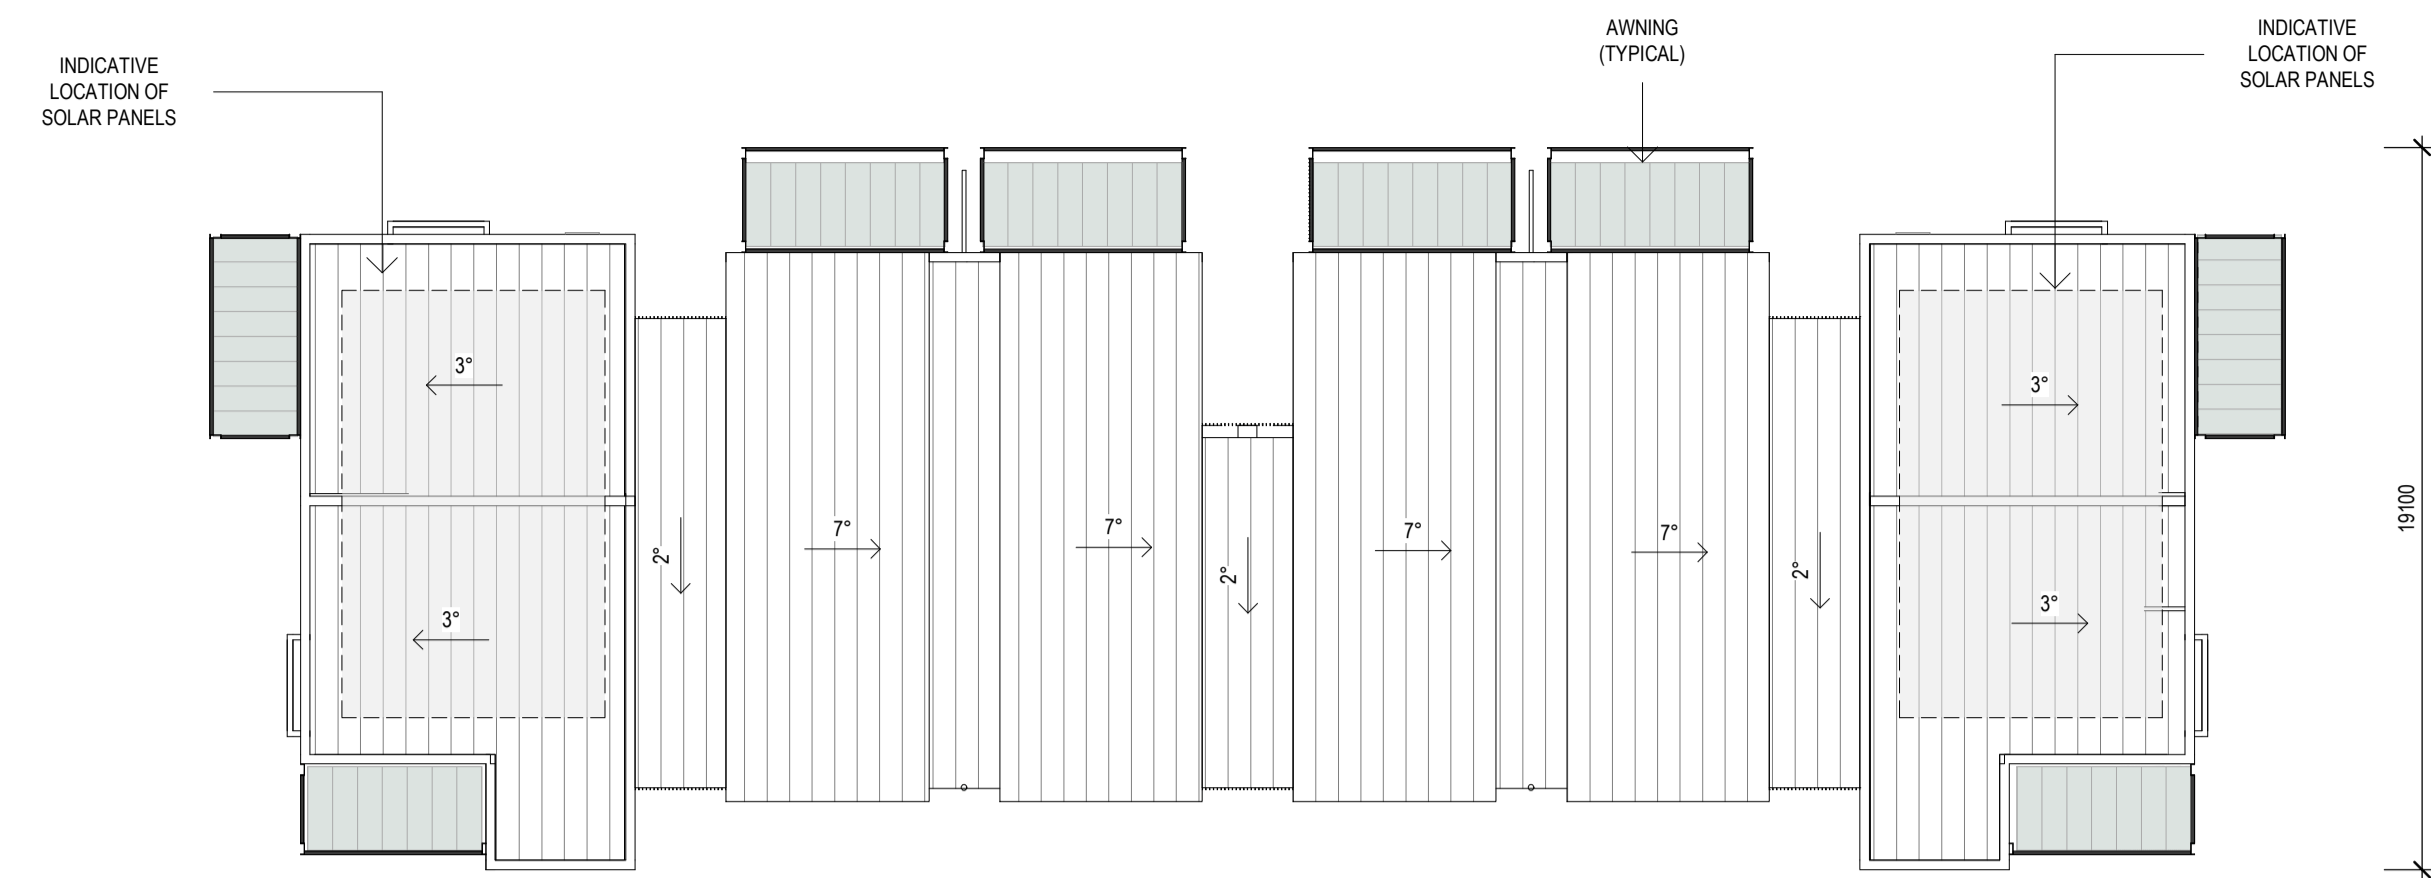 INDICATIVE
LOCATION OF
SOLAR PANELS
AWNING
(TYPICAL)
INDICATIVE
LOCATION OF
SOLAR PANELS
3°
3°
2°
7°
7°
2°
7°
7°
2°
3°
3°
19100